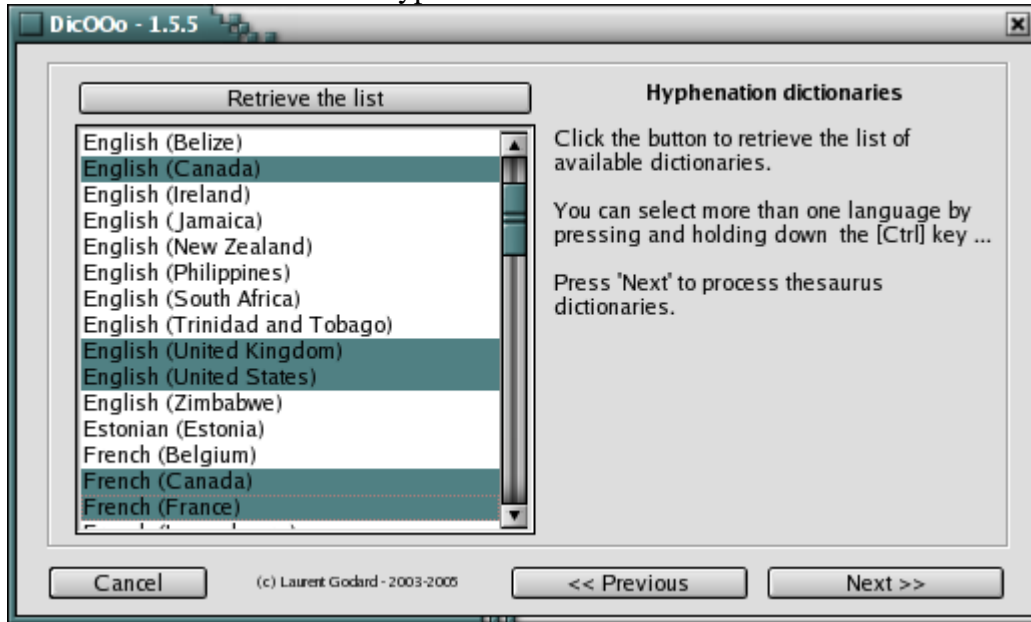 DicOOo - 1.5.5
Retrieve the list
English (Belize)
English (Canada)
English (Ireland)
English (Jamaica)
English (New Zealand)
English (Philippines)
English (South Africa)
English (Trinidad and Tobago)
English (United Kingdom)
English (United States)
English (Zimbabwe)
Estonian (Estonia)
French (Belgium)
French (Canada)
French (France)
Hyphenation dictionaries
Click the button to retrieve the list of
available dictionaries.
You can select more than one language by
pressing and holding down the [Ctrl] key ...
Press 'Next' to process thesaurus
dictionaries.
Cancel
(c) Laurent Godard - 2003-2005
<< Previous
Next >>